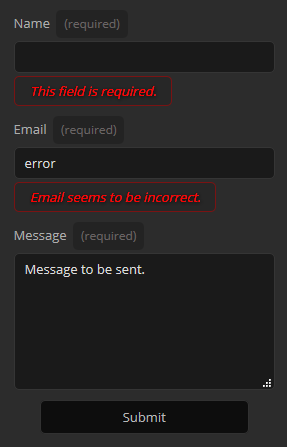 Name (required)
This field is required.
Email (required)
error
Email seems to be incorrect.
Message (required)
Message to be sent.
Submit